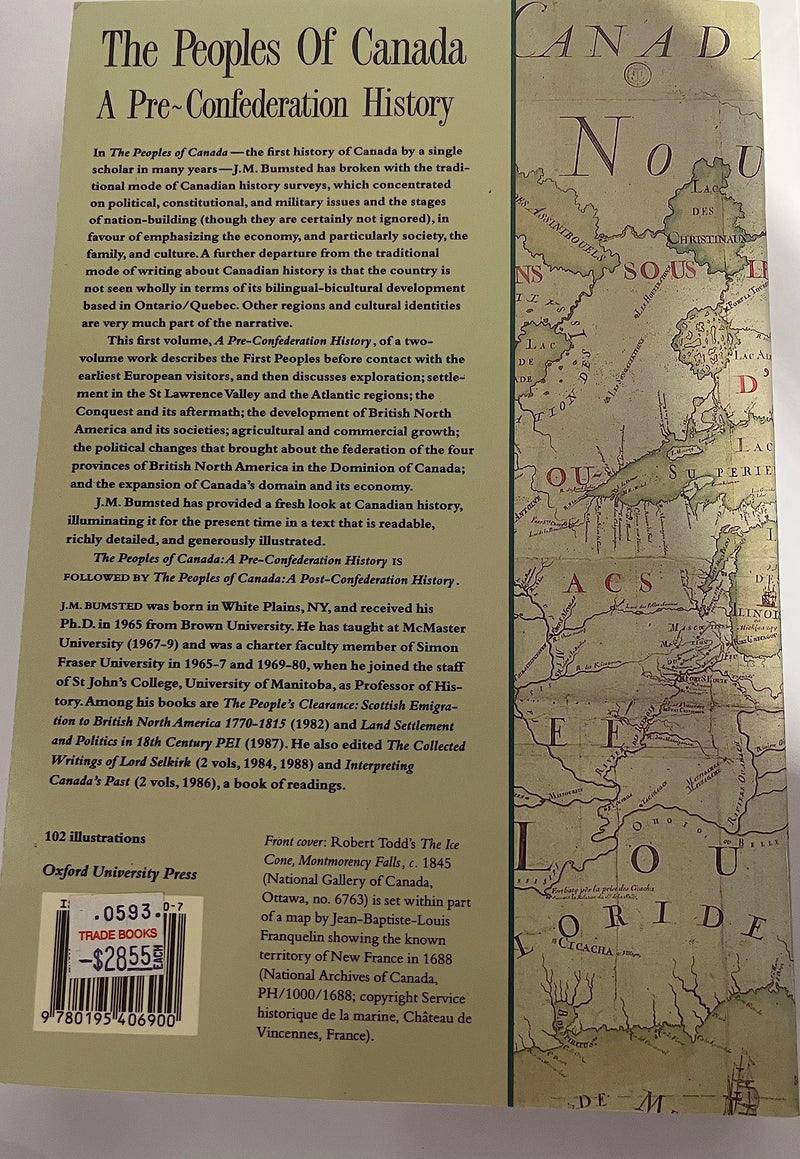 The Peoples Of Canada
A Pre~Confederation History
In The Peoples of Canada—the first history of Canada by a single
scholar in many years—J.M. Bumsted has broken with the tradi-
tional mode of Canadian history surveys, which concentrated
on political, constitutional, and military issues and the stages
of nation-building (though they are certainly not ignored), in
favour of emphasizing the economy, and particularly society, the
family, and culture. A further departure from the traditional
mode of writing about Canadian history is that the country is
not seen wholly in terms of its bilingual-bicultural development
based in Ontario/Quebec. Other regions and cultural identities
are very much part of the narrative.
This first volume, A Pre-Confederation History, of a two-
volume work describes the First Peoples before contact with the
earliest European visitors, and then discusses exploration; settle-
ment in the St Lawrence Valley and the Atlantic regions; the
Conquest and its aftermath; the development of British North
America and its societies; agricultural and commercial growth;
the political changes that brought about the federation of the four
provinces of British North America in the Dominion of Canada;
and the expansion of Canada's domain and its economy.
J.M. Bumsted has provided a fresh look at Canadian history,
illuminating it for the present time in a text that is readable,
richly detailed, and generously illustrated.
The Peoples of Canada: A Pre-Confederation History IS
FOLLOWED BY The Peoples of Canada: A Post-Confederation History.
J.M. BUMSTED was born in White Plains, NY, and received his
Ph.D. in 1965 from Brown University. He has taught at McMaster
University (1967-9) and was a charter faculty member of Simon
Fraser University in 1965-7 and 1969-80, when he joined the staff
of St John's College, University of Manitoba, as Professor of His-
tory. Among his books are The People's Clearance: Scottish Emigra-
tion to British North America 1770-1815 (1982) and Land Settlement
and Politics in 18th Century PEI (1987). He also edited The Collected
Writings of Lord Selkirk (2 vols, 1984, 1988) and Interpreting
Canada's Past (2 vols, 1986), a book of readings.
102 illustrations
Oxford University Press
.0593.
0-7
TRADE BOOKS
-$28.55 EACH
9 780195 406900
Front cover: Robert Todd's The Ice
Cone, Montmorency Falls, c. 1845
(National Gallery of Canada,
Ottawa, no. 6763) is set within part
of a map by Jean-Baptiste-Louis
Franquelin showing the known
territory of New France in 1688
(National Archives of Canada,
PH/1000/1688; copyright Service
historique de la marine, Château de
Vincennes, France).
CANADA
NOU
LAC
DES
CHRISTINAUX
DES ASSINIBOUELS
NS SOUS LE
LAC
DE
D'
LAC
SUPERIE
OU
ACS
DE
ILINOI
EF
LOU
LORIDE
CICACHA
DE M